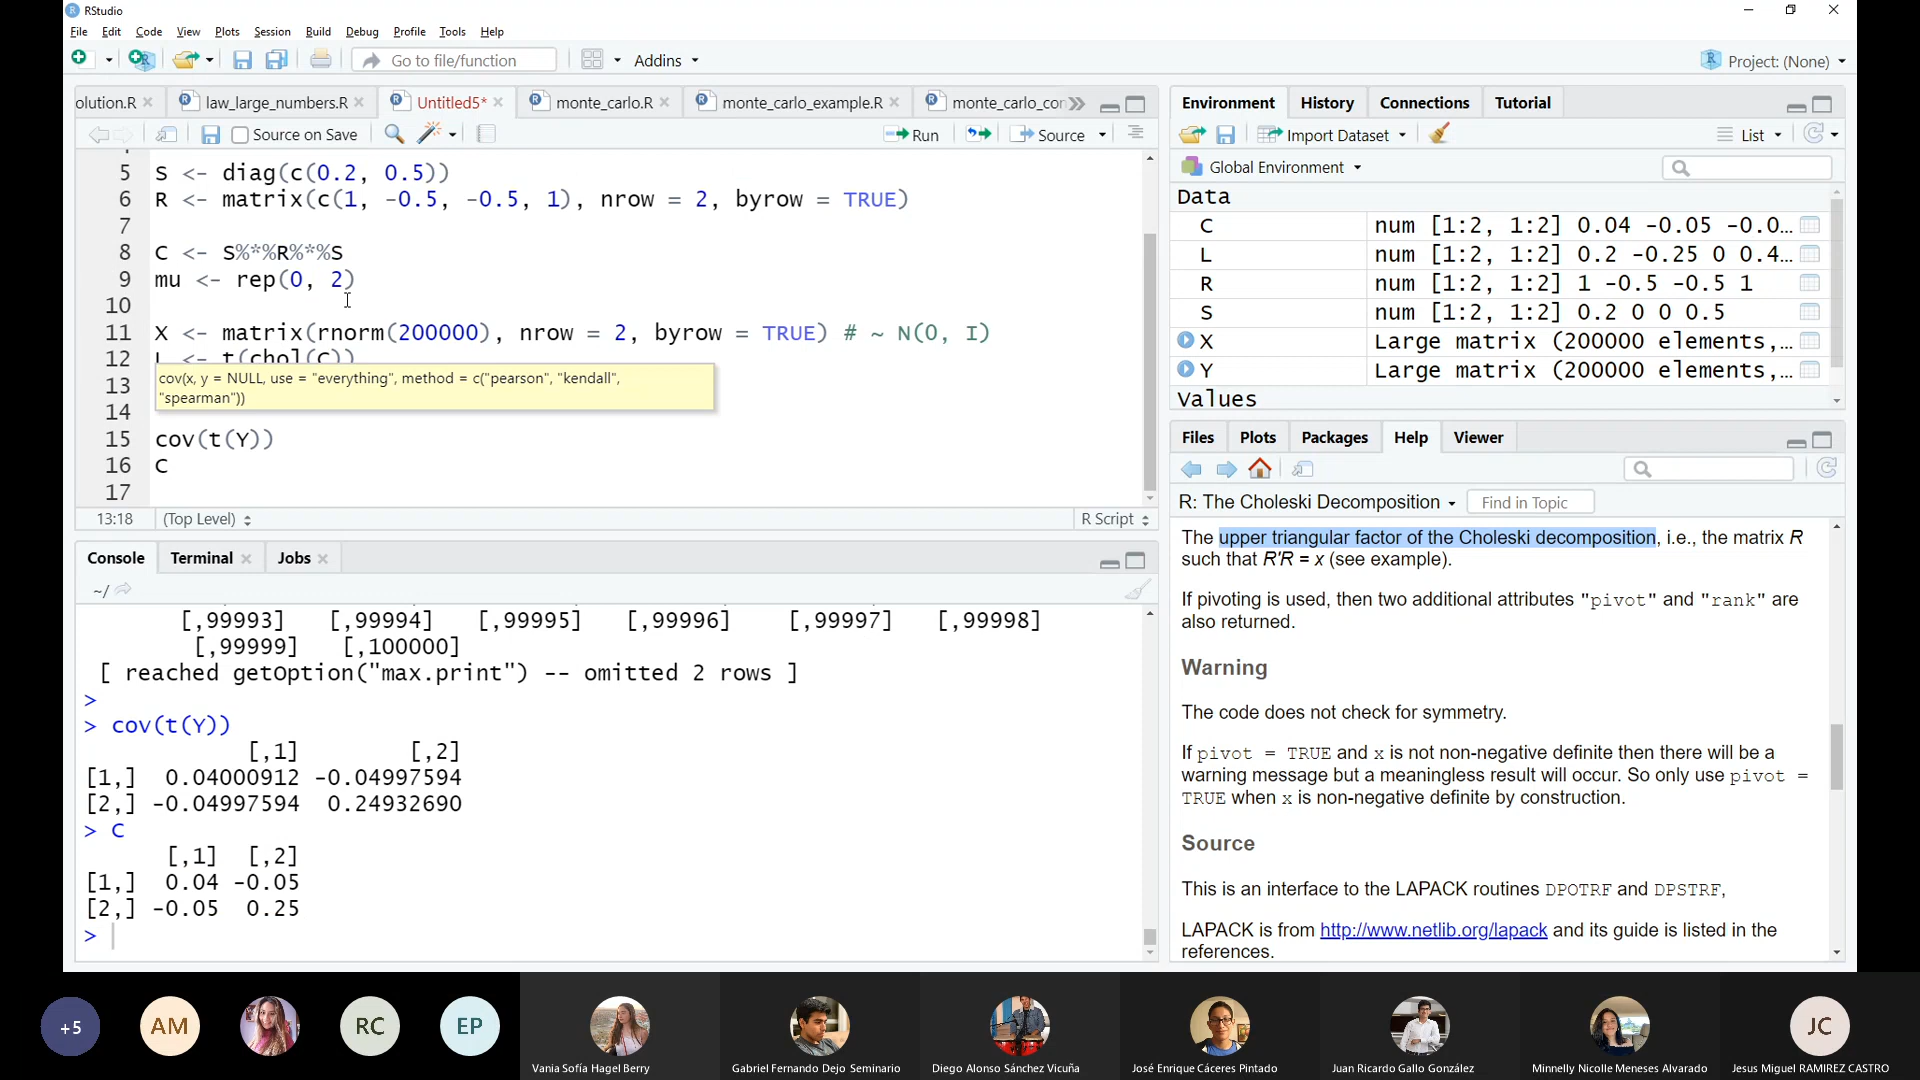 RStudio
File Edit Code View Plots Session Build Debug Profile Tools Help
Go to file/function
Addins
Project: (None)
olution.R
law_large_numbers.R
Untitled5*
monte_carlo.R
monte_carlo_example.R
monte_carlo_cor
Source on Save
Run
Source
5 S <- diag(c(0.2, 0.5))
6 R <- matrix(c(1, -0.5, -0.5, 1), nrow = 2, byrow = TRUE)
7
8 C <- S%*%R%*%S
9 mu <- rep(0, 2)
10
11 X <- matrix(rnorm(200000), nrow = 2, byrow = TRUE) # ~ N(0, I)
12 L <- t(chol(C))
cov(x, y = NULL, use = "everything", method = c("pearson", "kendall",
"spearman"))
13
14
15 cov(t(Y))
16 C
17
13:18 (Top Level) R Script
Console Terminal Jobs
~/
[,99993] [,99994] [,99995] [,99996] [,99997] [,99998]
[,99999] [,100000]
[ reached getOption("max.print") -- omitted 2 rows ]
>
> cov(t(Y))
[,1] [,2]
[1,] 0.04000912 -0.04997594
[2,] -0.04997594 0.24932690
> C
[,1] [,2]
[1,] 0.04 -0.05
[2,] -0.05 0.25
>
Environment History Connections Tutorial
Import Dataset
List
Global Environment
Data
C num [1:2, 1:2] 0.04 -0.05 -0.0...
L num [1:2, 1:2] 0.2 -0.25 0 0.4...
R num [1:2, 1:2] 1 -0.5 -0.5 1
S num [1:2, 1:2] 0.2 0 0 0.5
X Large matrix (200000 elements,...
Y Large matrix (200000 elements,...
Values
Files Plots Packages Help Viewer
R: The Choleski Decomposition
Find in Topic
The upper triangular factor of the Choleski decomposition, i.e., the matrix R
such that R'R = x (see example).
If pivoting is used, then two additional attributes "pivot" and "rank" are
also returned.
Warning
The code does not check for symmetry.
If pivot = TRUE and x is not non-negative definite then there will be a
warning message but a meaningless result will occur. So only use pivot =
TRUE when x is non-negative definite by construction.
Source
This is an interface to the LAPACK routines DPOTRF and DPSTRF,
LAPACK is from http://www.netlib.org/lapack and its guide is listed in the
references.
+5
AM
RC
EP
JC
Vania Sofía Hagel Berry
Gabriel Fernando Dejo Seminario
Diego Alonso Sánchez Vicuña
José Enrique Cáceres Pintado
Juan Ricardo Gallo González
Minnelly Nicolle Meneses Alvarado
Jesus Miguel RAMIREZ CASTRO